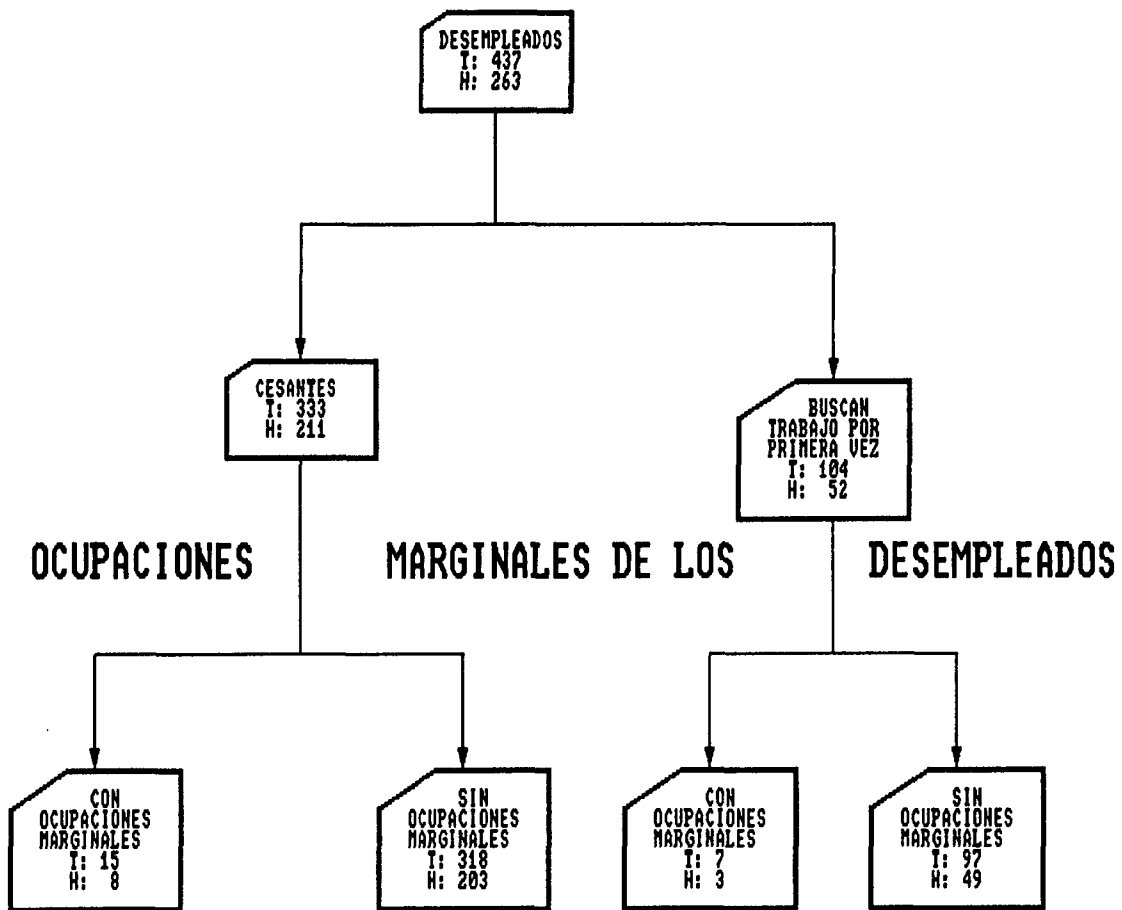 DESEMPLEADOS
T: 437
H: 263
CESANTES
T: 333
H: 211
BUSCAN
TRABAJO POR
PRIMERA VEZ
T: 104
H: 52
OCUPACIONES MARGINALES DE LOS DESEMPLEADOS
CON
OCUPACIONES
MARGINALES
T: 15
H: 8
SIN
OCUPACIONES
MARGINALES
T: 318
H: 203
CON
OCUPACIONES
MARGINALES
T: 7
H: 3
SIN
OCUPACIONES
MARGINALES
T: 97
H: 49